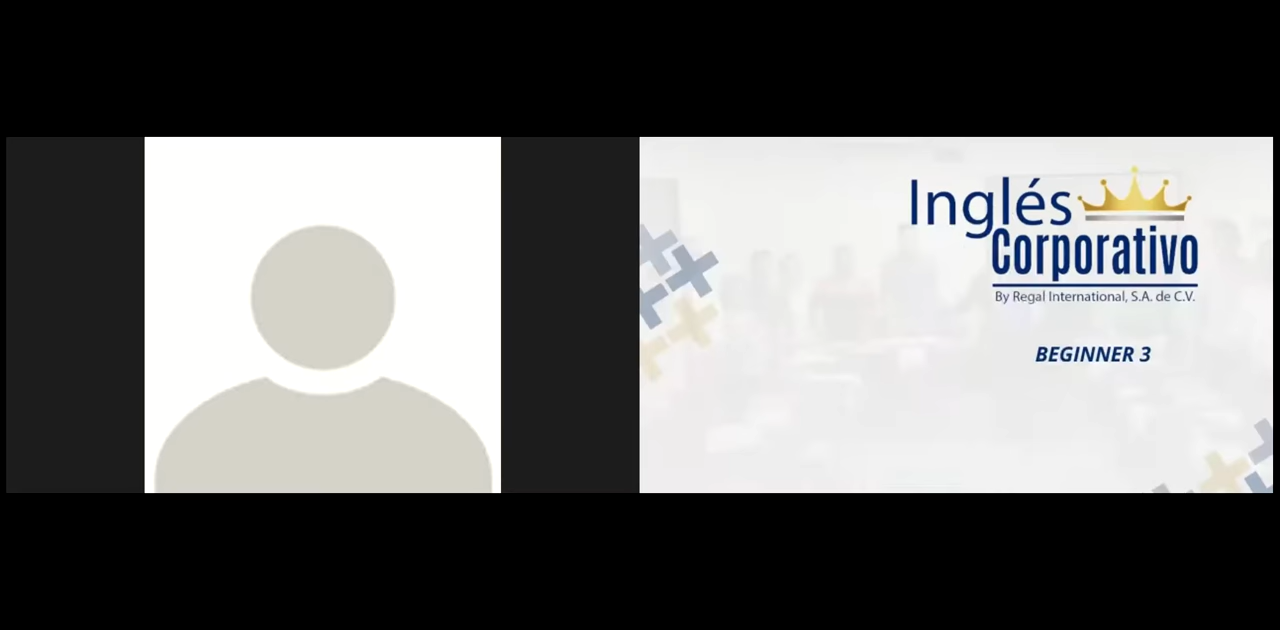 Inglés
Corporativo
By Regal International, S.A. de C.V.
BEGINNER 3